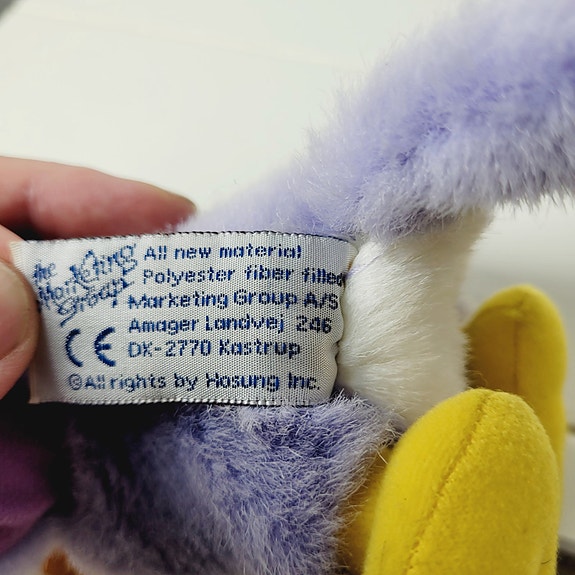 the
Marketing
Group
All new material
Polyester fiber filled
Marketing Group A/S
Amager Landvej 246
DK-2770 Kastrup
CE
©All rights by Hosung Inc.